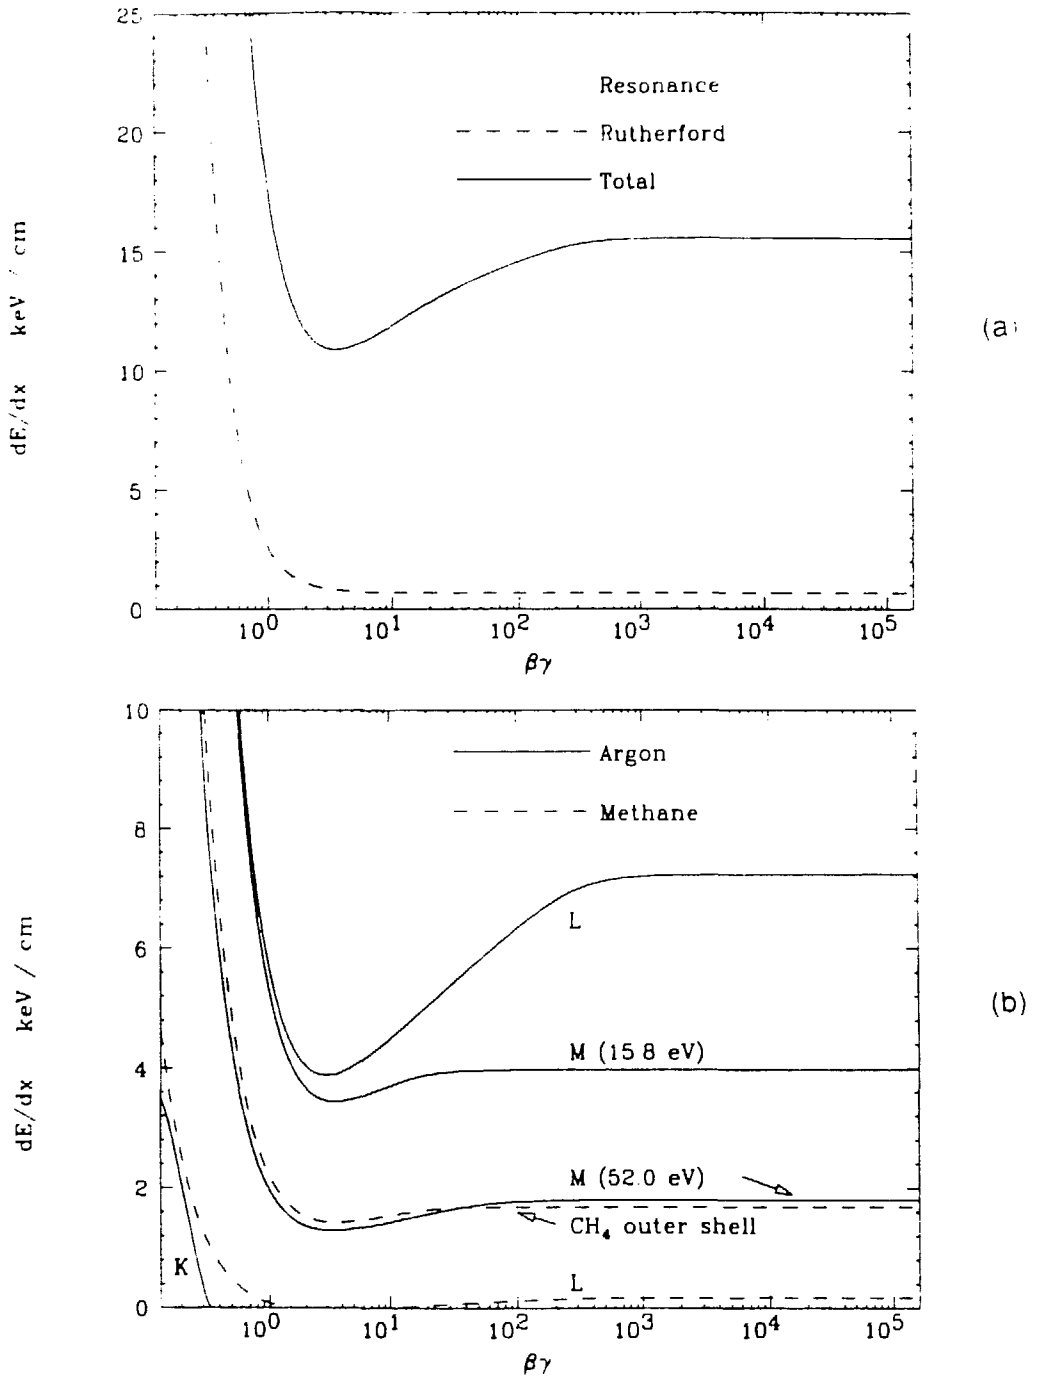 25
20
15
10
5
0
dE/dx keV / cm
Resonance
Rutherford
Total
(a)
10⁰ 10¹ 10² 10³ 10⁴ 10⁵
βγ
10
8
6
4
2
0
dE/dx keV / cm
Argon
Methane
L
M (15.8 eV)
M (52.0 eV)
CH₄ outer shell
K
L
(b)
10⁰ 10¹ 10² 10³ 10⁴ 10⁵
βγ